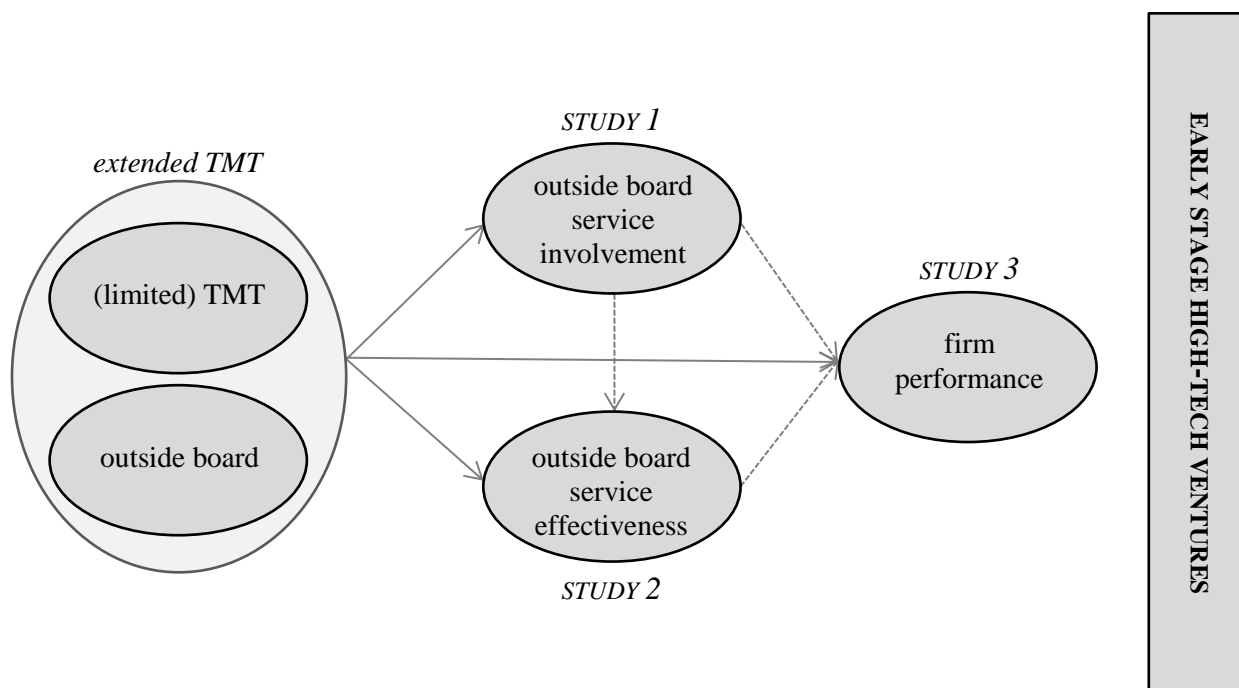 extended TMT
(limited) TMT
outside board
STUDY 1
outside board
service
involvement
outside board
service
effectiveness
STUDY 2
STUDY 3
firm
performance
EARLY STAGE HIGH-TECH VENTURES